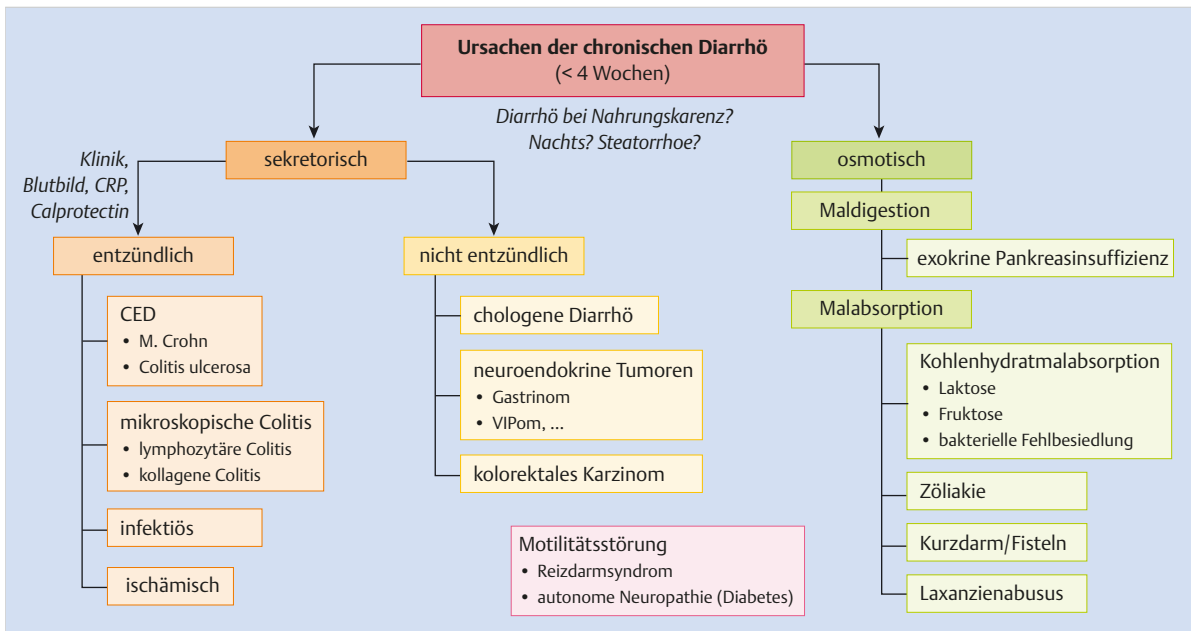 Ursachen der chronischen Diarrhö
(< 4 Wochen)
Diarrhö bei Nahrungskarenz?
Nachts? Steatorrhoe?
sekretorisch
Klinik,
Blutbild, CRP,
Calprotectin
entzündlich
CED
• M. Crohn
• Colitis ulcerosa
mikroskopische Colitis
• lymphozytäre Colitis
• kollagene Colitis
infektiös
ischämisch
nicht entzündlich
chologene Diarrhö
neuroendokrine Tumoren
• Gastrinom
• VIPom, ...
kolorektales Karzinom
Motilitätsstörung
• Reizdarmsyndrom
• autonome Neuropathie (Diabetes)
osmotisch
Maldigestion
exokrine Pankreasinsuffizienz
Malabsorption
Kohlenhydratmalabsorption
• Laktose
• Fruktose
• bakterielle Fehlbesiedlung
Zöliakie
Kurzdarm/Fisteln
Laxanzienabusus